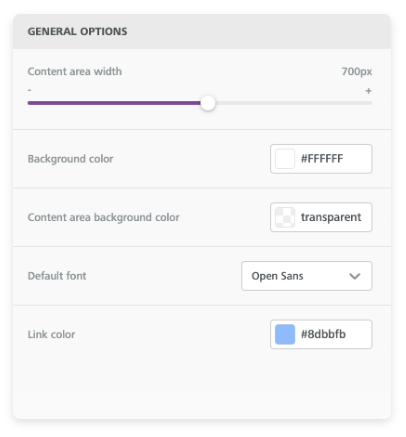 GENERAL OPTIONS
Content area width 700px
- +
Background color #FFFFFF
Content area background color transparent
Default font Open Sans
Link color #8dbbfb